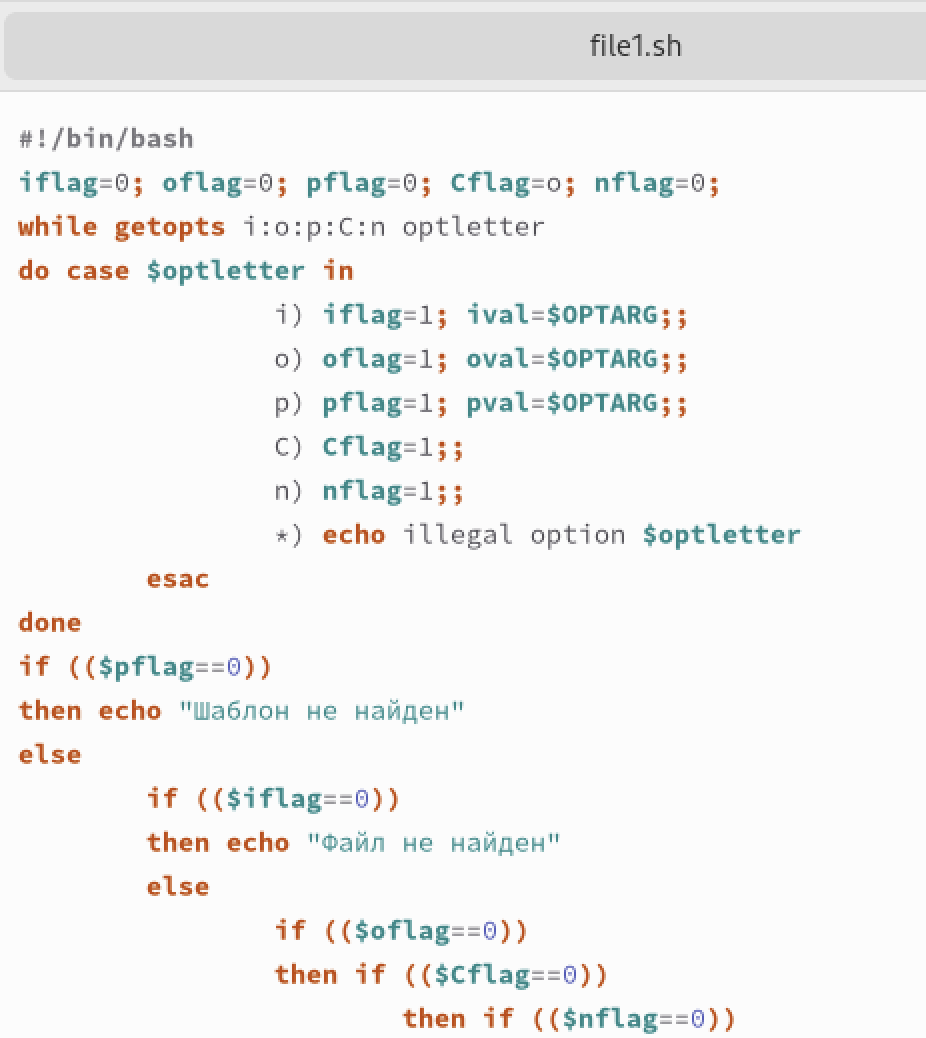 file1.sh
#!/bin/bash
iflag=0; oflag=0; pflag=0; Cflag=o; nflag=0;
while getopts i:o:p:C:n optletter
do case $optletter in
i) iflag=1; ival=$OPTARG;;
o) oflag=1; oval=$OPTARG;;
p) pflag=1; pval=$OPTARG;;
C) Cflag=1;;
n) nflag=1;;
*) echo illegal option $optletter
esac
done
if (($pflag==0))
then echo "Шаблон не найден"
else
if (($iflag==0))
then echo "Файл не найден"
else
if (($oflag==0))
then if (($Cflag==0))
then if (($nflag==0))